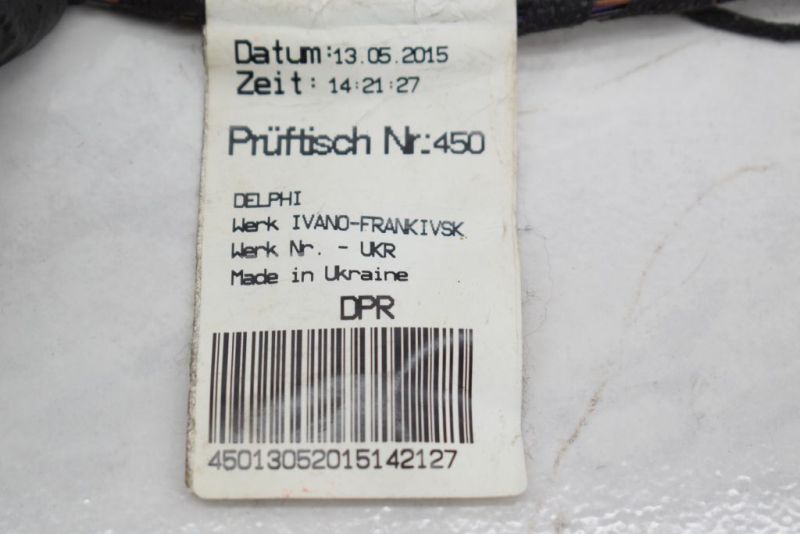 Datum:13.05.2015
Zeit: 14:21:27
Prüftisch Nr.:450
DELPHI
Werk IVANO-FRANKIVSK
Werk Nr. - UKR
Made in Ukraine
DPR
45013052015142127